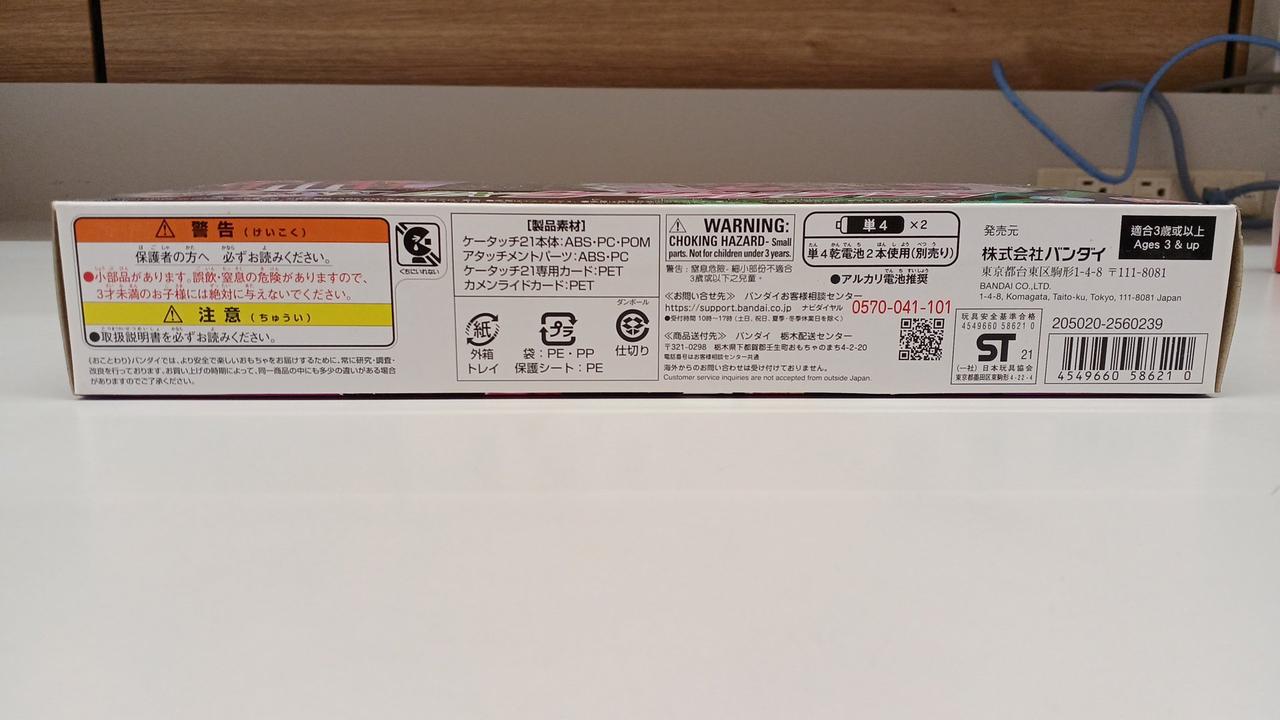 警告(けいこく)
保護者の方へ 必ずお読みください。
●小部品があります。誤飲・窒息の危険がありますので、
3才未満のお子様には絶対に与えないでください。
注意(ちゅうい)
●取扱説明書を必ずお読みください。
(おことわり)バンダイでは、より安全で楽しいおもちゃをお届けするために、常に研究・調査・
改良を行っております。お買い上げの時期によって、同一商品の中にも多少の違いがある場合
がありますのでご了承ください。
くちにいれない
【製品素材】
ケータッチ21本体:ABS・PC・POM
アタッチメントパーツ:ABS・PC
ケータッチ21専用カード:PET
カメンライドカード:PET
紙
外箱
トレイ
プラ
袋:PE・PP
保護シート:PE
ダンボール
仕切り
WARNING:
CHOKING HAZARD- Small
parts. Not for children under 3 years.
警告:窒息危險-細小部份不適合
3歲或以下之兒童。
単4 ×2
単4乾電池2本使用(別売り)
●アルカリ電池推奨
≪お問い合せ先≫ バンダイお客様相談センター
https://support.bandai.co.jp ナビダイヤル 0570-041-101
●受付時間 10時〜17時 (土日、祝日、夏季・冬季休業日を除く)
≪商品送付先≫ バンダイ 栃木配送センター
〒321-0298 栃木県下都賀郡壬生町おもちゃのまち4-2-20
電話番号はお客様相談センター共通
海外からのお問い合わせは受け付けておりません。
Customer service inquiries are not accepted from outside Japan.
発売元
株式会社バンダイ
東京都台東区駒形1-4-8 〒111-8081
BANDAI CO.,LTD.
1-4-8, Komagata, Taito-ku, Tokyo, 111-8081 Japan
適合3歳或以上
Ages 3 & up
玩具安全基準合格
4549660 58621 0
ST 21
(一社) 日本玩具協会
東京都墨田区東駒形4-22-4
205020-2560239
4549660 58621 0